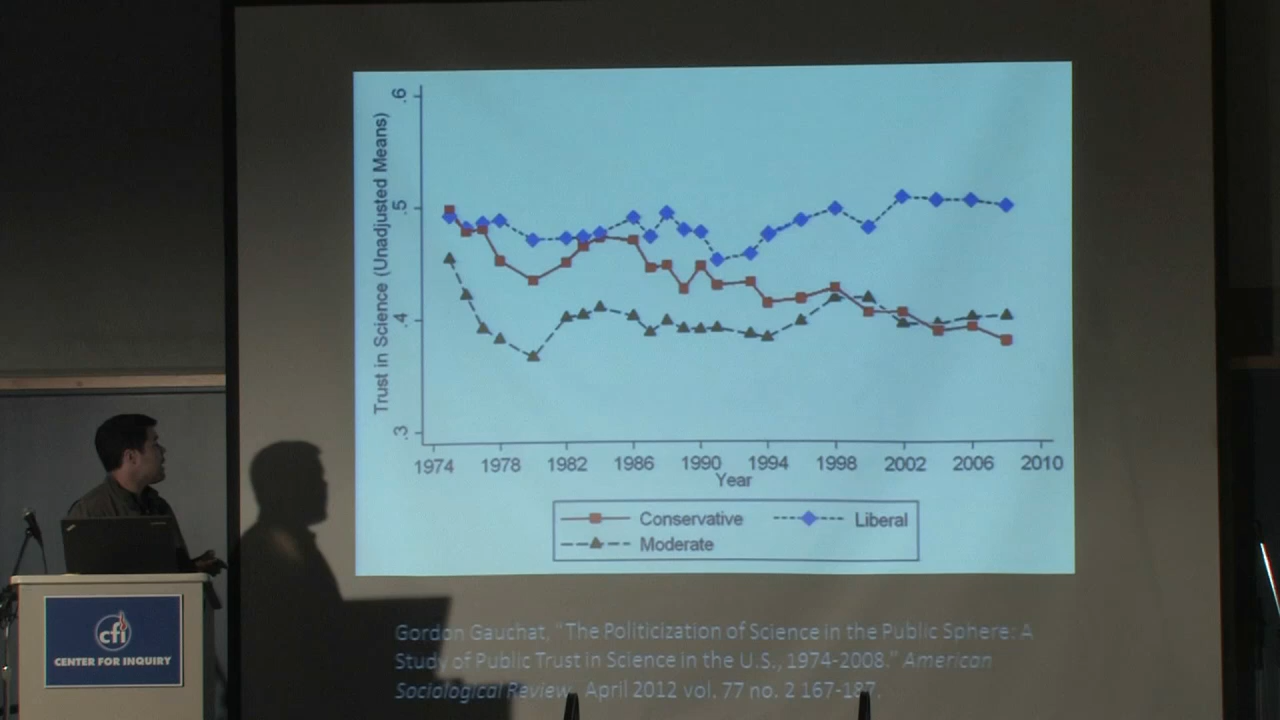 .6
.5
.4
.3
Trust in Science (Unadjusted Means)
1974 1978 1982 1986 1990 1994 1998 2002 2006 2010
Year
Conservative Liberal
Moderate
Gordon Gauchat, "The Politicization of Science in the Public Sphere: A
Study of Public Trust in Science in the U.S., 1974-2008." American
Sociological Review. April 2012 vol. 77 no. 2 167-187.
cfi
CENTER FOR INQUIRY